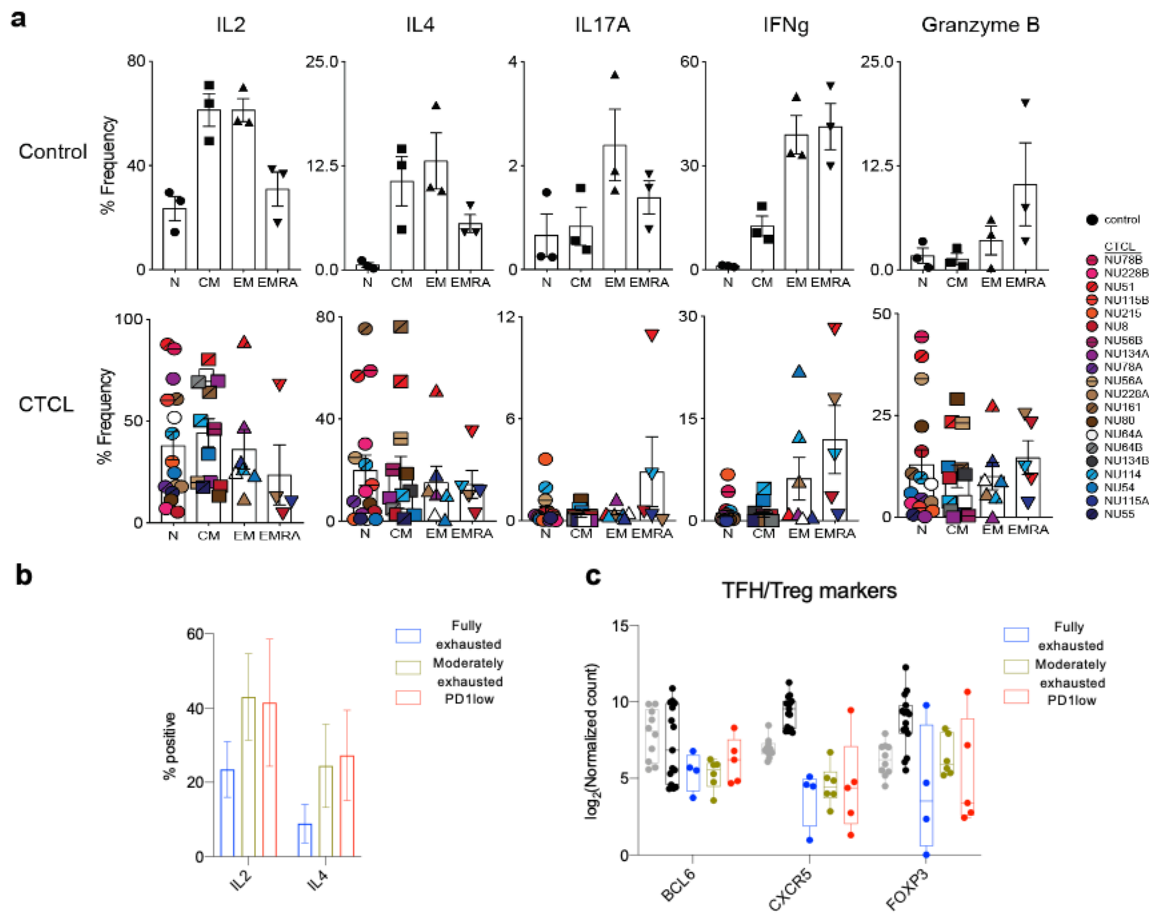 a
IL2
IL4
IL17A
IFNg
Granzyme B
Control
% Frequency
80
40
0
N CM EM EMRA
25.0
12.5
0.0
N CM EM EMRA
6
4
2
0
N CM EM EMRA
60
30
0
N CM EM EMRA
25.0
12.5
0.0
N CM EM EMRA
CTCL
% Frequency
100
50
0
N CM EM EMRA
80
40
0
N CM EM EMRA
12
6
0
N CM EM EMRA
30
15
0
N CM EM EMRA
50
25
0
N CM EM EMRA
control
CTCL
NU78B
NU228B
NU51
NU115B
NU215
NU8
NU56B
NU134A
NU78A
NU56A
NU228A
NU161
NU80
NU64A
NU64B
NU134B
NU114
NU54
NU115A
NU55
b
% positive
60
40
20
0
IL2
IL4
Fully
exhausted
Moderately
exhausted
PD1low
c
TFH/Treg markers
log2(Normalized count)
15
10
5
0
BCL6
CXCR5
FOXP3
Fully
exhausted
Moderately
exhausted
PD1low